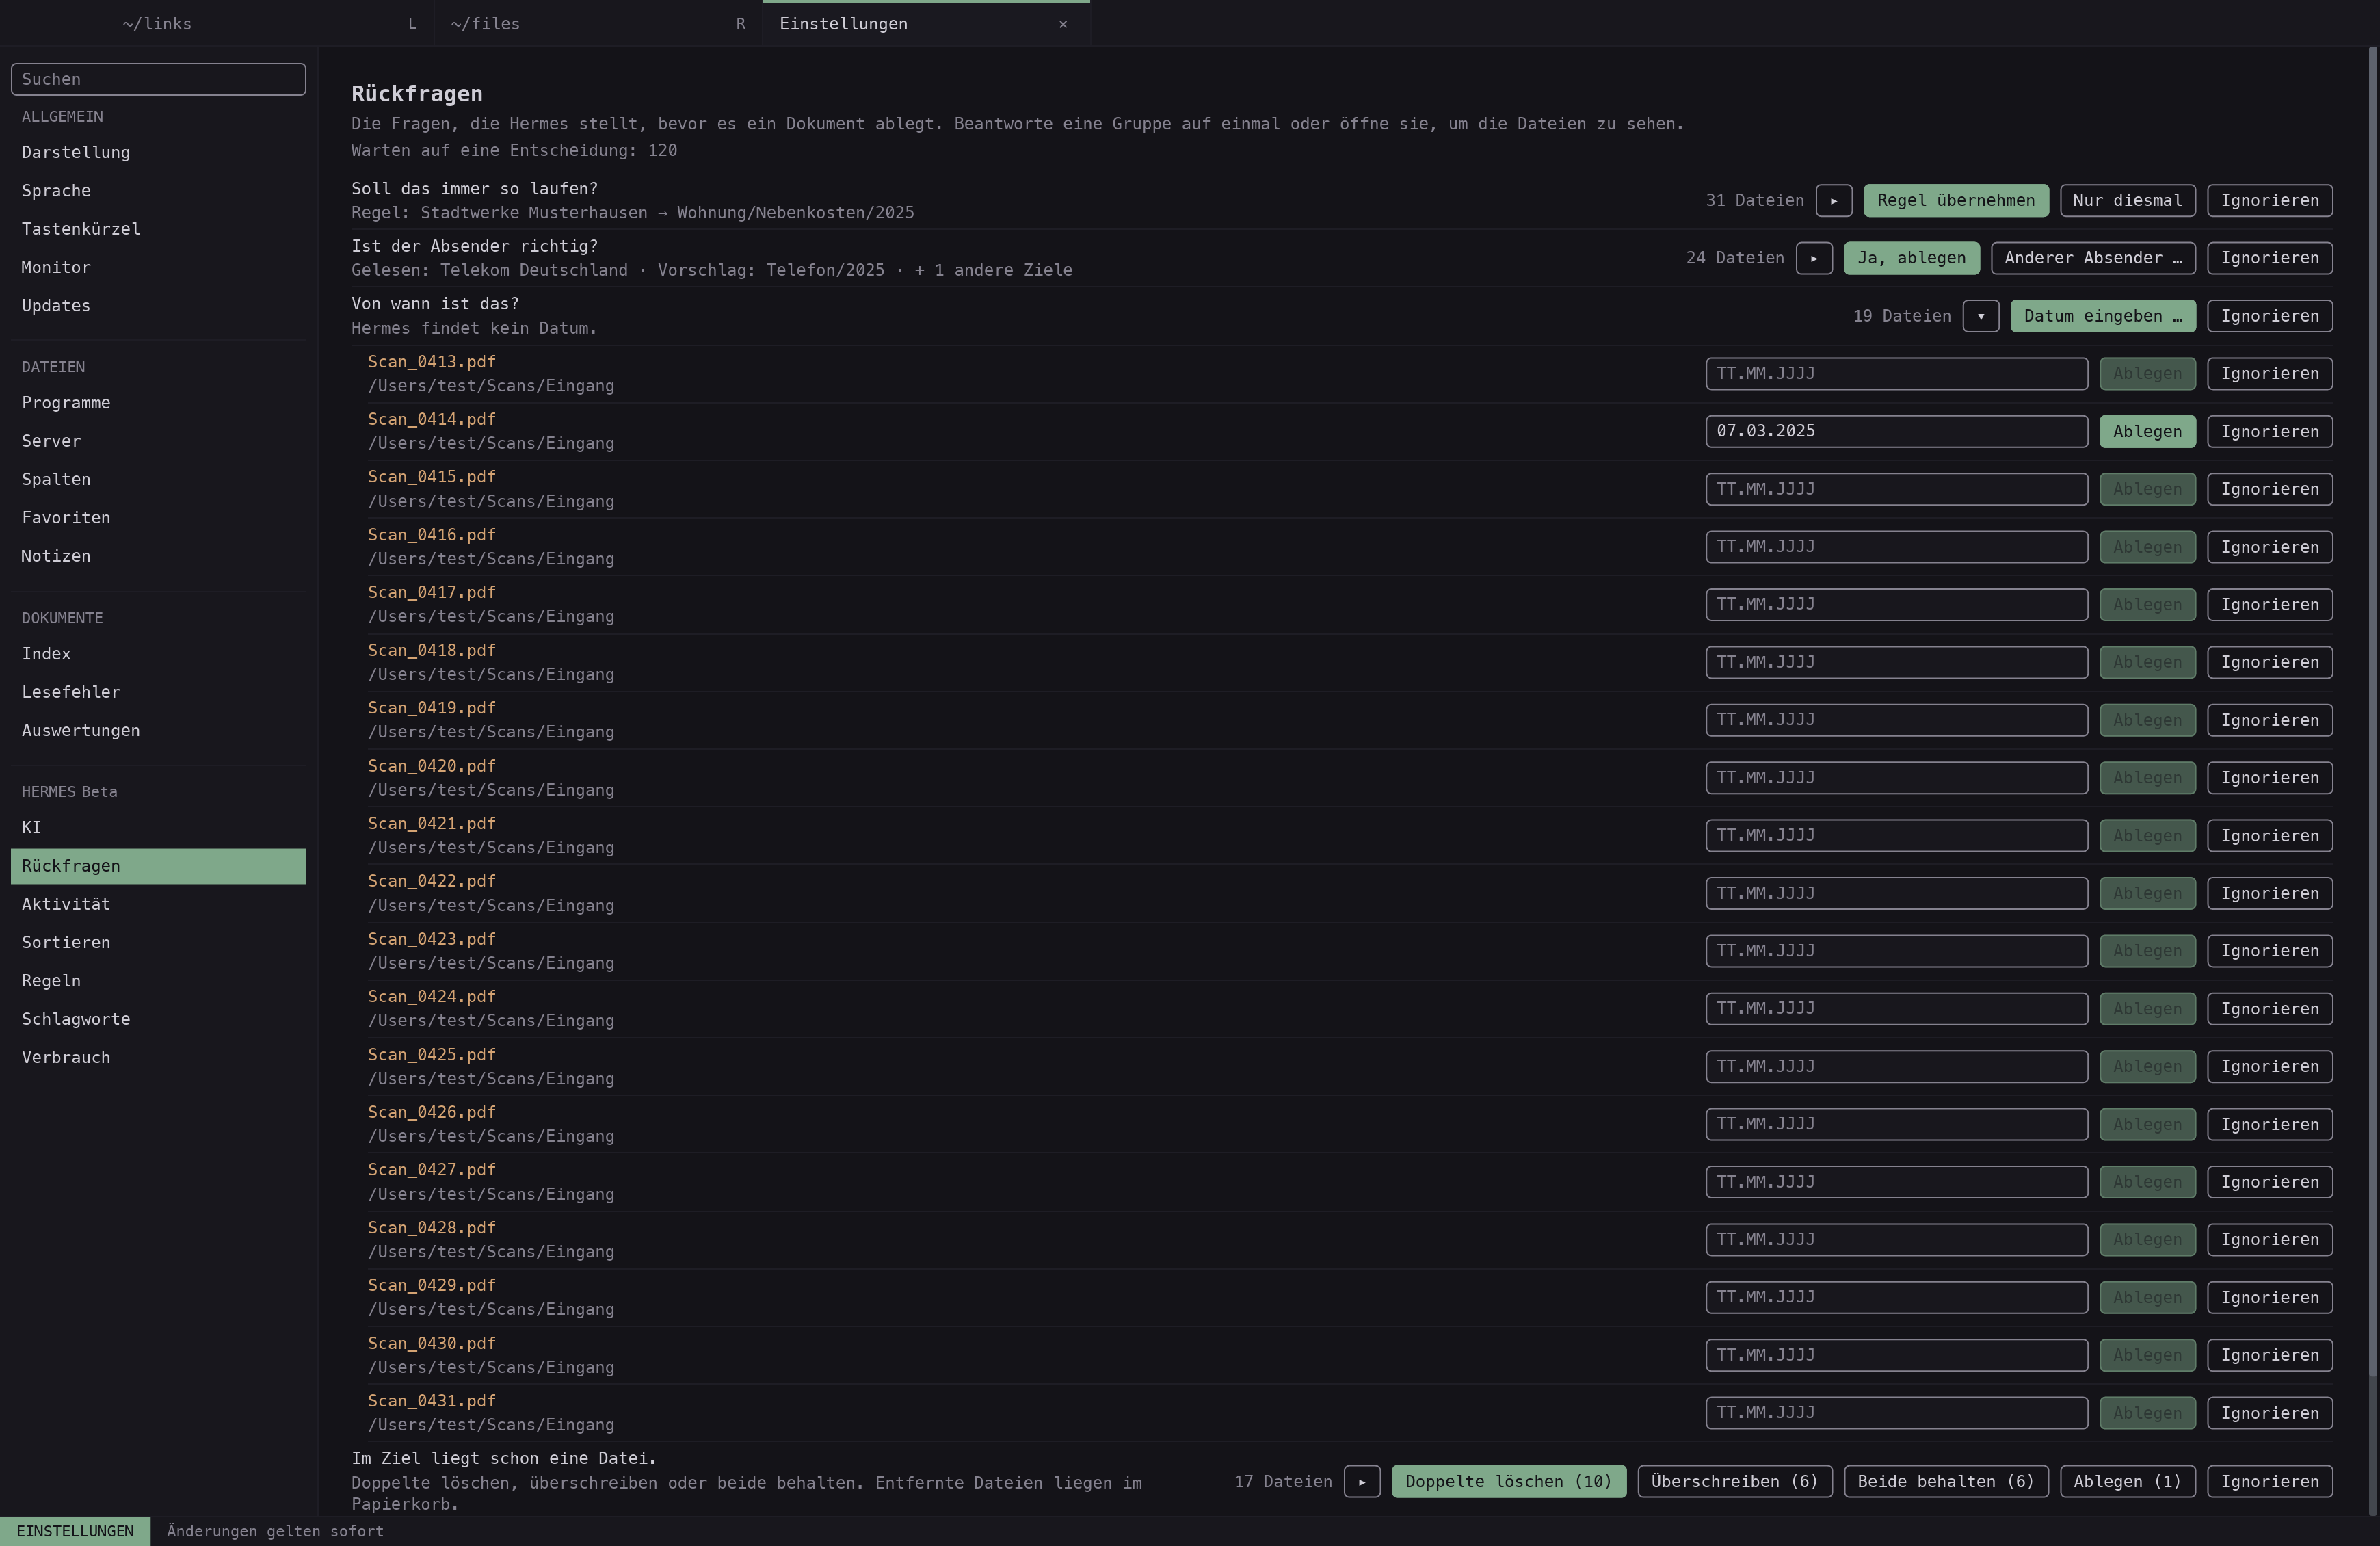 ~/links L ~/files R Einstellungen ×
Suchen
ALLGEMEIN
Darstellung
Sprache
Tastenkürzel
Monitor
Updates
DATEIEN
Programme
Server
Spalten
Favoriten
Notizen
DOKUMENTE
Index
Lesefehler
Auswertungen
HERMES Beta
KI
Rückfragen
Aktivität
Sortieren
Regeln
Schlagworte
Verbrauch
Rückfragen
Die Fragen, die Hermes stellt, bevor es ein Dokument ablegt. Beantworte eine Gruppe auf einmal oder öffne sie, um die Dateien zu sehen.
Warten auf eine Entscheidung: 120
Soll das immer so laufen?
Regel: Stadtwerke Musterhausen → Wohnung/Nebenkosten/2025
31 Dateien ▸ Regel übernehmen Nur diesmal Ignorieren
Ist der Absender richtig?
Gelesen: Telekom Deutschland · Vorschlag: Telefon/2025 · + 1 andere Ziele
24 Dateien ▸ Ja, ablegen Anderer Absender … Ignorieren
Von wann ist das?
Hermes findet kein Datum.
19 Dateien ▾ Datum eingeben … Ignorieren
Scan_0413.pdf
/Users/test/Scans/Eingang
TT.MM.JJJJ Ablegen Ignorieren
Scan_0414.pdf
/Users/test/Scans/Eingang
07.03.2025 Ablegen Ignorieren
Scan_0415.pdf
/Users/test/Scans/Eingang
TT.MM.JJJJ Ablegen Ignorieren
Scan_0416.pdf
/Users/test/Scans/Eingang
TT.MM.JJJJ Ablegen Ignorieren
Scan_0417.pdf
/Users/test/Scans/Eingang
TT.MM.JJJJ Ablegen Ignorieren
Scan_0418.pdf
/Users/test/Scans/Eingang
TT.MM.JJJJ Ablegen Ignorieren
Scan_0419.pdf
/Users/test/Scans/Eingang
TT.MM.JJJJ Ablegen Ignorieren
Scan_0420.pdf
/Users/test/Scans/Eingang
TT.MM.JJJJ Ablegen Ignorieren
Scan_0421.pdf
/Users/test/Scans/Eingang
TT.MM.JJJJ Ablegen Ignorieren
Scan_0422.pdf
/Users/test/Scans/Eingang
TT.MM.JJJJ Ablegen Ignorieren
Scan_0423.pdf
/Users/test/Scans/Eingang
TT.MM.JJJJ Ablegen Ignorieren
Scan_0424.pdf
/Users/test/Scans/Eingang
TT.MM.JJJJ Ablegen Ignorieren
Scan_0425.pdf
/Users/test/Scans/Eingang
TT.MM.JJJJ Ablegen Ignorieren
Scan_0426.pdf
/Users/test/Scans/Eingang
TT.MM.JJJJ Ablegen Ignorieren
Scan_0427.pdf
/Users/test/Scans/Eingang
TT.MM.JJJJ Ablegen Ignorieren
Scan_0428.pdf
/Users/test/Scans/Eingang
TT.MM.JJJJ Ablegen Ignorieren
Scan_0429.pdf
/Users/test/Scans/Eingang
TT.MM.JJJJ Ablegen Ignorieren
Scan_0430.pdf
/Users/test/Scans/Eingang
TT.MM.JJJJ Ablegen Ignorieren
Scan_0431.pdf
/Users/test/Scans/Eingang
TT.MM.JJJJ Ablegen Ignorieren
Im Ziel liegt schon eine Datei.
Doppelte löschen, überschreiben oder beide behalten. Entfernte Dateien liegen im
Papierkorb.
17 Dateien ▸ Doppelte löschen (10) Überschreiben (6) Beide behalten (6) Ablegen (1) Ignorieren
EINSTELLUNGEN Änderungen gelten sofort